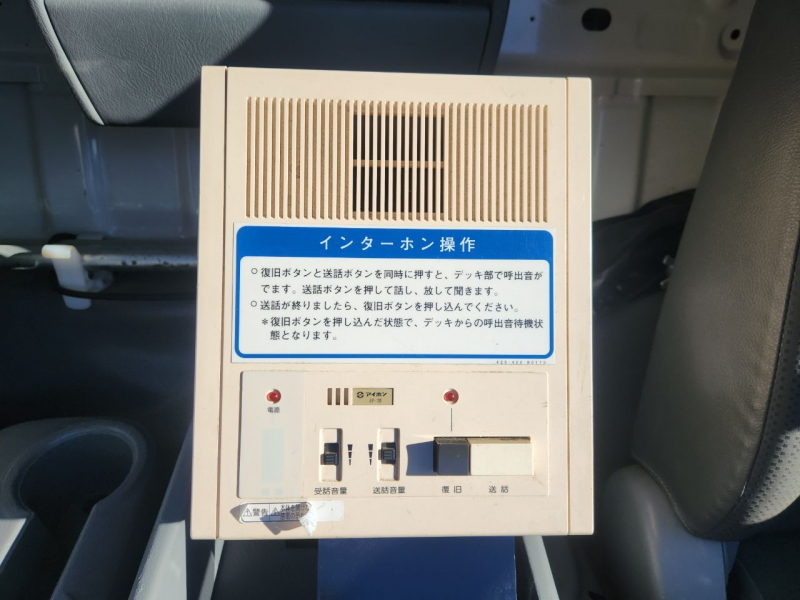 インターホン操作
○復旧ボタンと送話ボタンを同時に押すと、デッキ部で呼出音が
でます。送話ボタンを押して話し、放して聞きます。
○送話が終りましたら、復旧ボタンを押し込んでください。
＊復旧ボタンを押し込んだ状態で、デッキからの呼出音待機状
態となります。
電源
アイホン
受話音量
送話音量
復旧
送話
警告